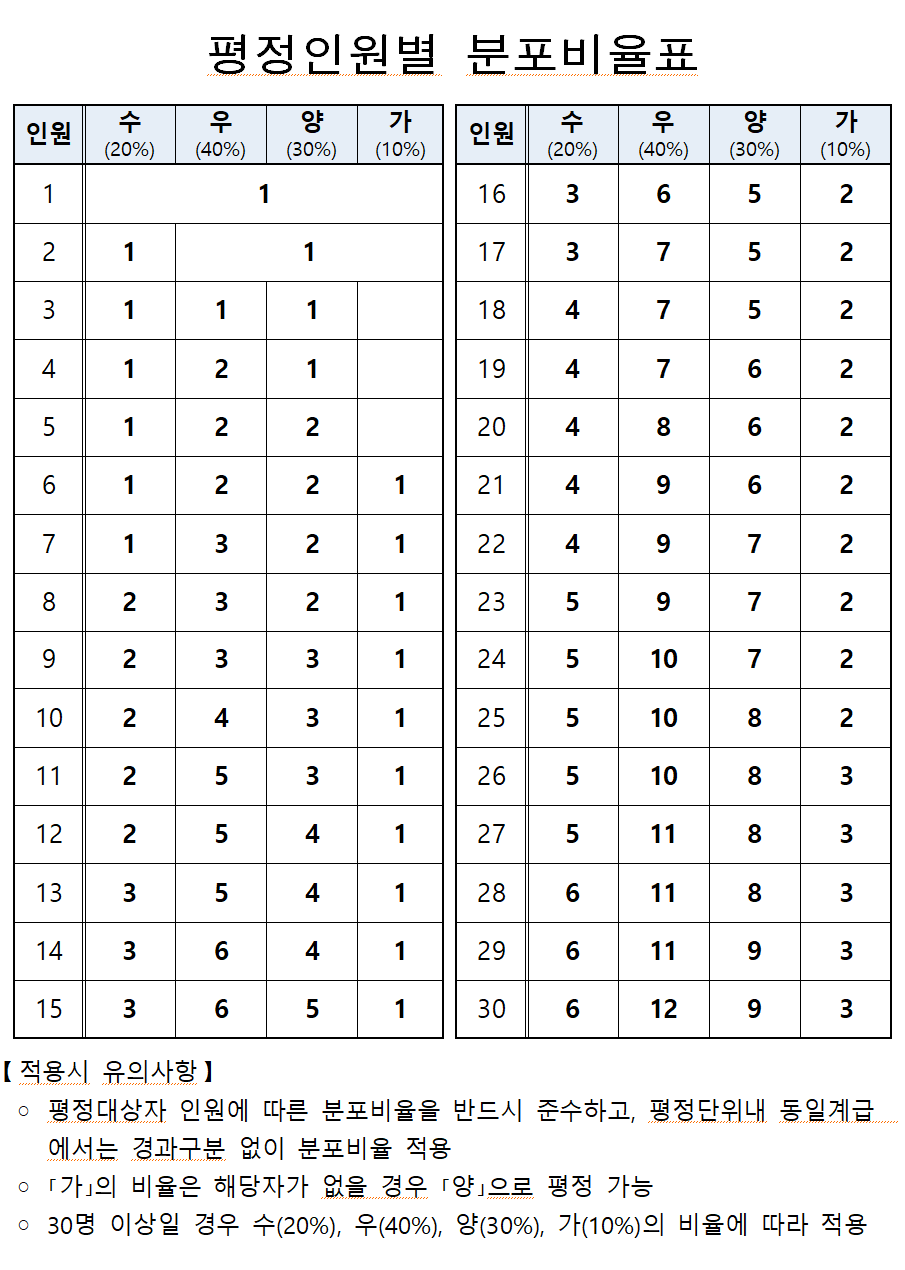 평정인원별 분포비율표
인원 수 우 양 가
(20%) (40%) (30%) (10%)
1 1
2 1 1
3 1 1 1
4 1 2 1
5 1 2 2
6 1 2 2 1
7 1 3 2 1
8 2 3 2 1
9 2 3 3 1
10 2 4 3 1
11 2 5 3 1
12 2 5 4 1
13 3 5 4 1
14 3 6 4 1
15 3 6 5 1
인원 수 우 양 가
(20%) (40%) (30%) (10%)
16 3 6 5 2
17 3 7 5 2
18 4 7 5 2
19 4 7 6 2
20 4 8 6 2
21 4 9 6 2
22 4 9 7 2
23 5 9 7 2
24 5 10 7 2
25 5 10 8 2
26 5 10 8 3
27 5 11 8 3
28 6 11 8 3
29 6 11 9 3
30 6 12 9 3
【적용시 유의사항】
○ 평정대상자 인원에 따른 분포비율을 반드시 준수하고, 평정단위내 동일계급
에서는 경과구분 없이 분포비율 적용
○ 「가」의 비율은 해당자가 없을 경우 「양」으로 평정 가능
○ 30명 이상일 경우 수(20%), 우(40%), 양(30%), 가(10%)의 비율에 따라 적용